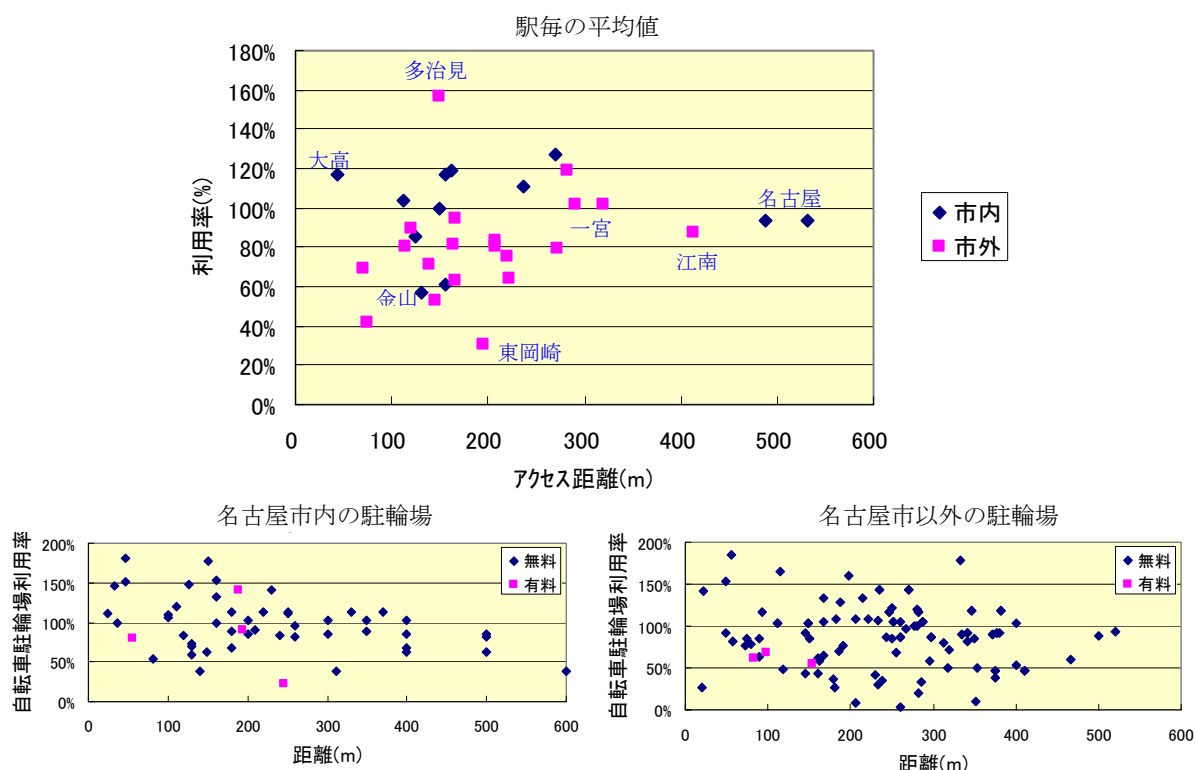 駅毎の平均値
180%
160%
140%
120%
100%
80%
60%
40%
20%
0%
利用率(%)
多治見
大高
名古屋
一宮
江南
金山
東岡崎
市内
市外
0 100 200 300 400 500 600
アクセス距離(m)
名古屋市内の駐輪場
自転車駐輪場利用率
200%
150%
100%
50%
0%
無料
有料
0 100 200 300 400 500 600
距離(m)
名古屋市以外の駐輪場
自転車駐輪場利用率
200%
150%
100%
50%
0%
無料
有料
0 100 200 300 400 500 600
距離(m)